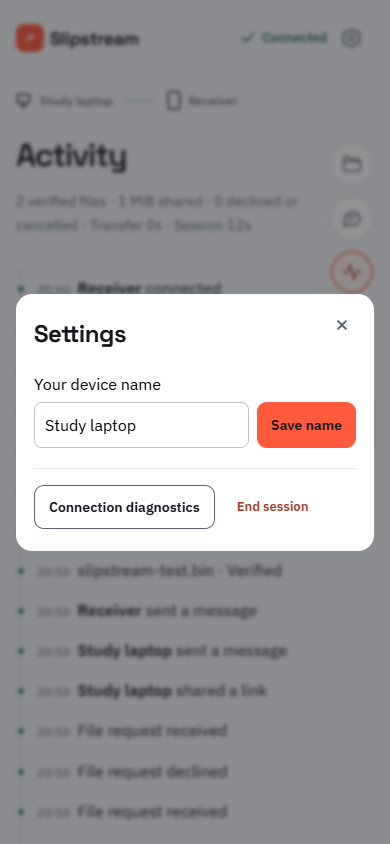 Slipstream
Connected
Study laptop
Receiver
Activity
2 verified files · 1 MiB shared · 0 declined or
cancelled · Transfer 0s · Session 12s
20:50 Receiver connected
Settings
Your device name
Study laptop
Save name
Connection diagnostics
End session
20:50 slipstream-test.bin · Verified
20:50 Receiver sent a message
20:50 Study laptop sent a message
20:50 Study laptop shared a link
20:50 File request received
20:50 File request declined
20:50 File request received